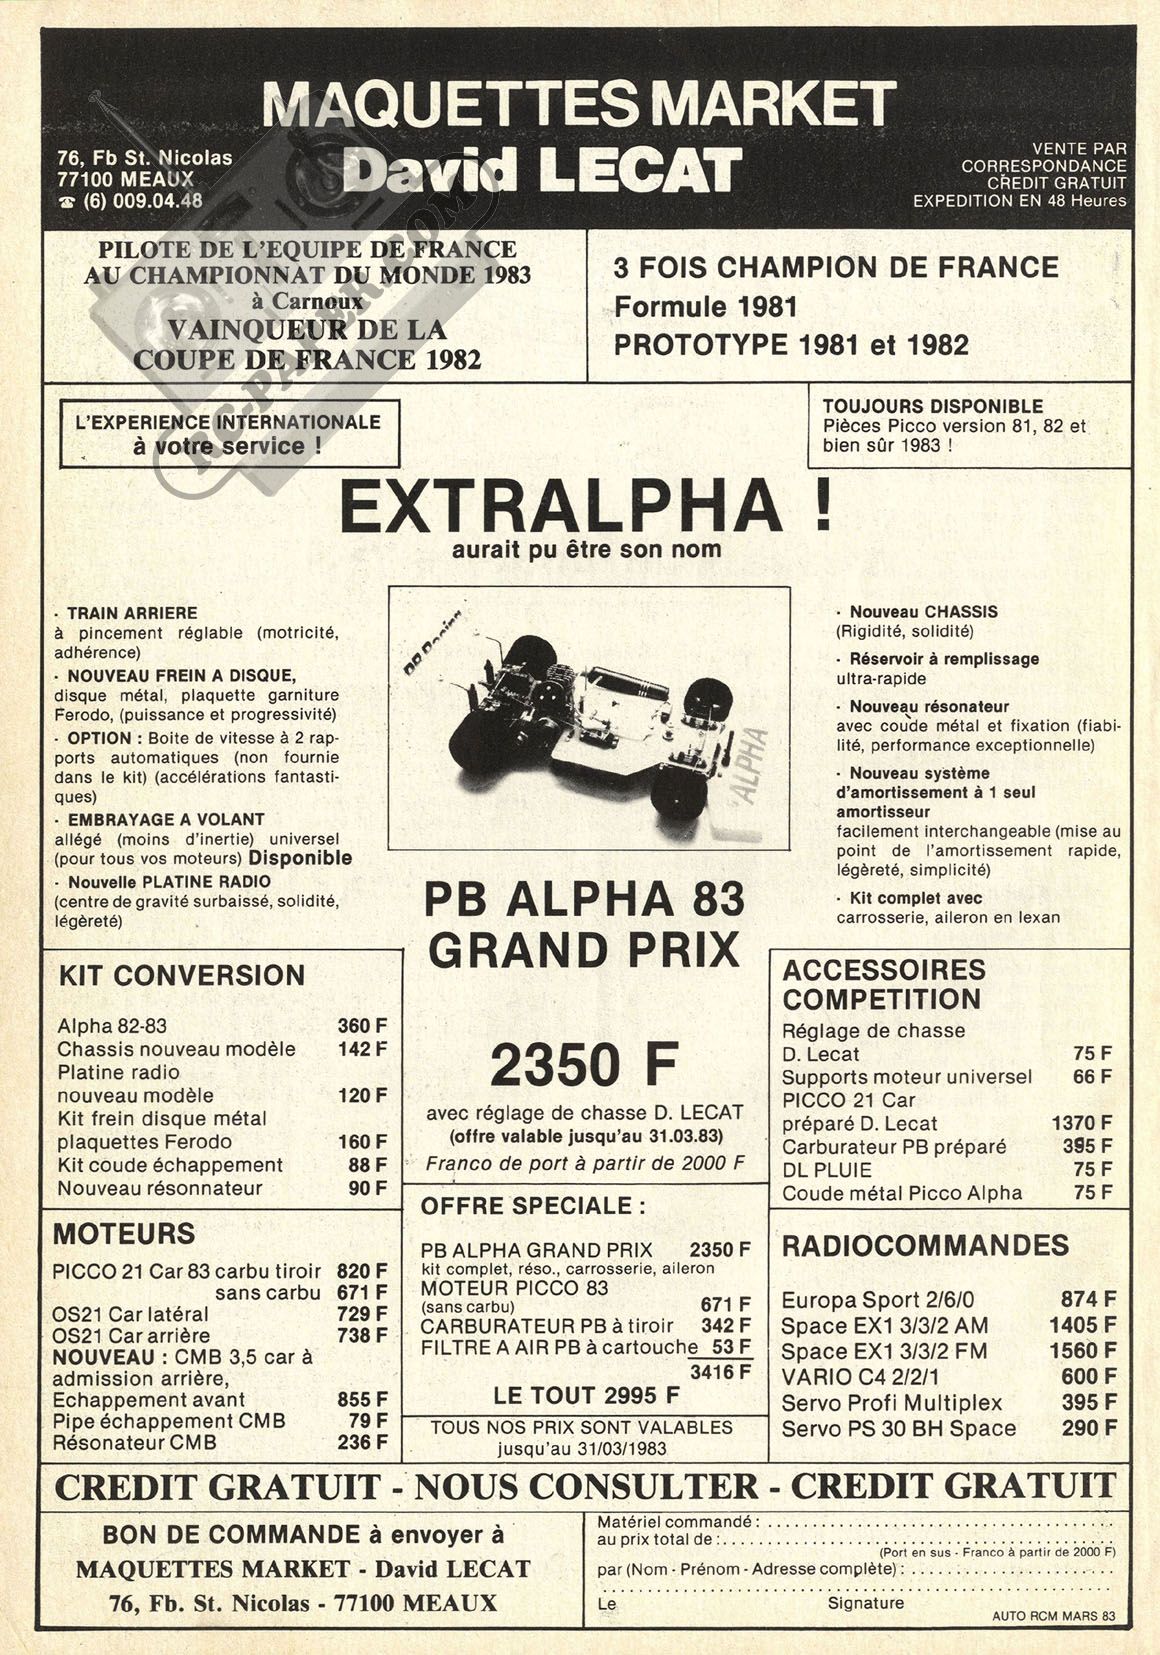 MAQUETTES MARKET
David LECAT
76, Fb St. Nicolas
77100 MEAUX
☎ (6) 009.04.48
VENTE PAR
CORRESPONDANCE
CREDIT GRATUIT
EXPEDITION EN 48 Heures
PILOTE DE L'EQUIPE DE FRANCE
AU CHAMPIONNAT DU MONDE 1983
à Carnoux
VAINQUEUR DE LA
COUPE DE FRANCE 1982
3 FOIS CHAMPION DE FRANCE
Formule 1981
PROTOTYPE 1981 et 1982
RC-PAPER.COM
L'EXPERIENCE INTERNATIONALE
à votre service !
TOUJOURS DISPONIBLE
Pièces Picco version 81, 82 et
bien sûr 1983 !
EXTRALPHA !
aurait pu être son nom
· TRAIN ARRIERE
à pincement réglable (motricité,
adhérence)
· NOUVEAU FREIN A DISQUE,
disque métal, plaquette garniture
Ferodo, (puissance et progressivité)
· OPTION : Boite de vitesse à 2 rap-
ports automatiques (non fournie
dans le kit) (accélérations fantasti-
ques)
· EMBRAYAGE A VOLANT
allégé (moins d'inertie) universel
(pour tous vos moteurs) Disponible
· Nouvelle PLATINE RADIO
(centre de gravité surbaissé, solidité,
légèreté)
PB Racing
ALPHA
· Nouveau CHASSIS
(Rigidité, solidité)
· Réservoir à remplissage
ultra-rapide
· Nouveau résonateur
avec coude métal et fixation (fiabi-
lité, performance exceptionnelle)
· Nouveau système
d'amortissement à 1 seul
amortisseur
facilement interchangeable (mise au
point de l'amortissement rapide,
légèreté, simplicité)
· Kit complet avec
carrosserie, aileron en lexan
PB ALPHA 83
GRAND PRIX
2350 F
avec réglage de chasse D. LECAT
(offre valable jusqu'au 31.03.83)
Franco de port à partir de 2000 F
KIT CONVERSION
Alpha 82-83 360 F
Chassis nouveau modèle 142 F
Platine radio
nouveau modèle 120 F
Kit frein disque métal
plaquettes Ferodo 160 F
Kit coude échappement 88 F
Nouveau résonnateur 90 F
ACCESSOIRES
COMPETITION
Réglage de chasse
D. Lecat 75 F
Supports moteur universel 66 F
PICCO 21 Car
préparé D. Lecat 1370 F
Carburateur PB préparé 395 F
DL PLUIE 75 F
Coude métal Picco Alpha 75 F
MOTEURS
PICCO 21 Car 83 carbu tiroir 820 F
sans carbu 671 F
OS21 Car latéral 729 F
OS21 Car arrière 738 F
NOUVEAU : CMB 3,5 car à
admission arrière,
Echappement avant 855 F
Pipe échappement CMB 79 F
Résonateur CMB 236 F
OFFRE SPECIALE :
PB ALPHA GRAND PRIX 2350 F
kit complet, réso., carrosserie, aileron
MOTEUR PICCO 83
(sans carbu) 671 F
CARBURATEUR PB à tiroir 342 F
FILTRE A AIR PB à cartouche 53 F
3416 F
LE TOUT 2995 F
TOUS NOS PRIX SONT VALABLES
jusqu'au 31/03/1983
RADIOCOMMANDES
Europa Sport 2/6/0 874 F
Space EX1 3/3/2 AM 1405 F
Space EX1 3/3/2 FM 1560 F
VARIO C4 2/2/1 600 F
Servo Profi Multiplex 395 F
Servo PS 30 BH Space 290 F
CREDIT GRATUIT - NOUS CONSULTER - CREDIT GRATUIT
BON DE COMMANDE à envoyer à
MAQUETTES MARKET - David LECAT
76, Fb. St. Nicolas - 77100 MEAUX
Matériel commandé :
au prix total de :
(Port en sus - Franco à partir de 2000 F)
par (Nom - Prénom - Adresse complète) :
Le Signature
AUTO RCM MARS 83